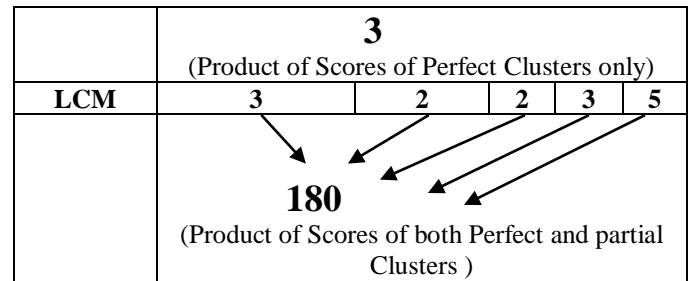 3
(Product of Scores of Perfect Clusters only)
LCM 3 2 2 3 5
180
(Product of Scores of both Perfect and partial
Clusters )